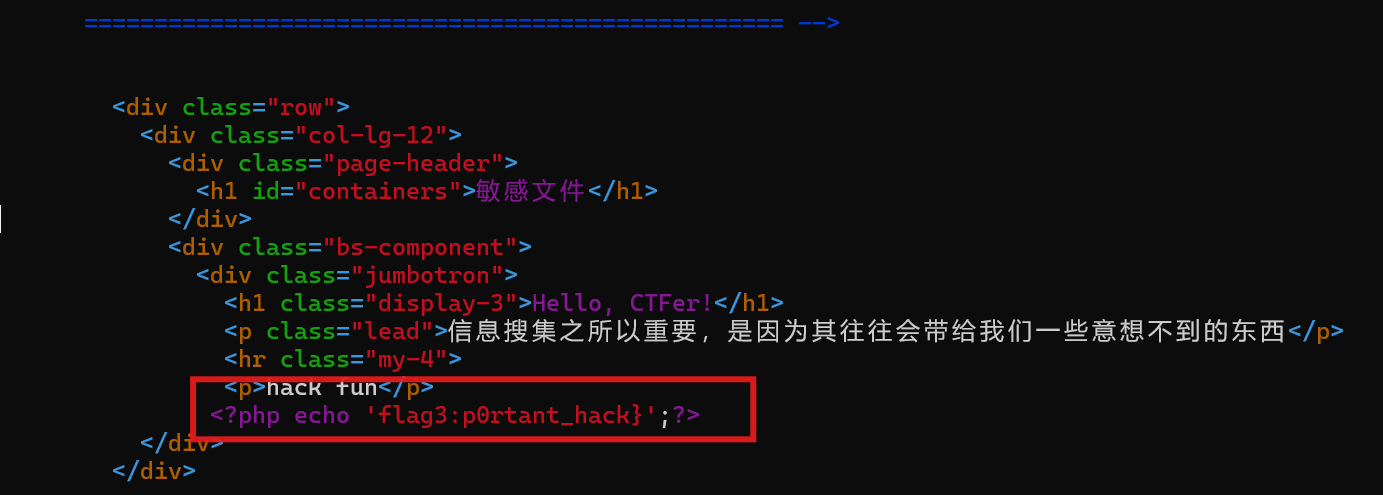 ================================================== -->
<div class="row">
<div class="col-lg-12">
<div class="page-header">
<h1 id="containers">敏感文件</h1>
</div>
<div class="bs-component">
<div class="jumbotron">
<h1 class="display-3">Hello, CTFer!</h1>
<p class="lead">信息搜集之所以重要，是因为其往往会带给我们一些意想不到的东西</p>
<hr class="my-4">
<p>hack fun</p>
<?php echo 'flag3:p0rtant_hack}';?>
</div>
</div>